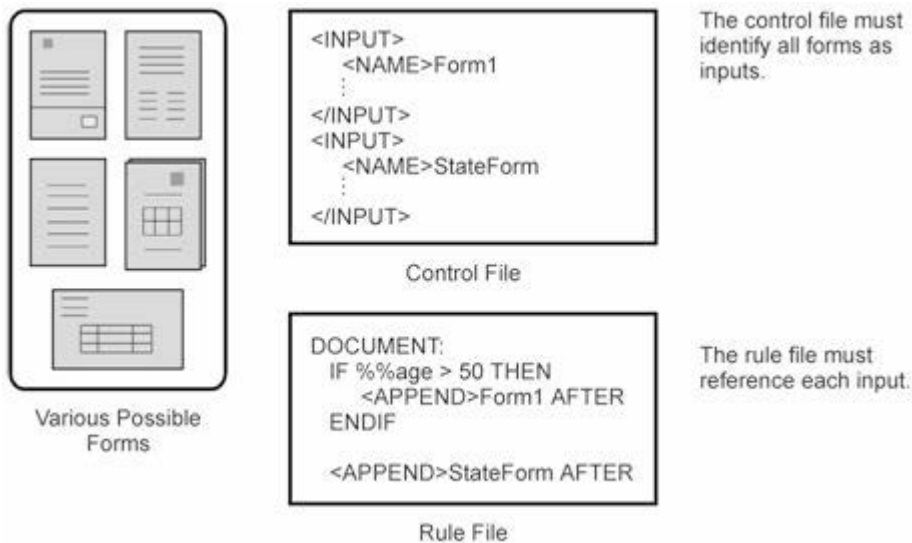 Various Possible
Forms
<INPUT>
<NAME>Form1
</INPUT>
<INPUT>
<NAME>StateForm
</INPUT>
Control File
The control file must
identify all forms as
inputs.
DOCUMENT:
IF %%age > 50 THEN
<APPEND>Form1 AFTER
ENDIF
<APPEND>StateForm AFTER
Rule File
The rule file must
reference each input.